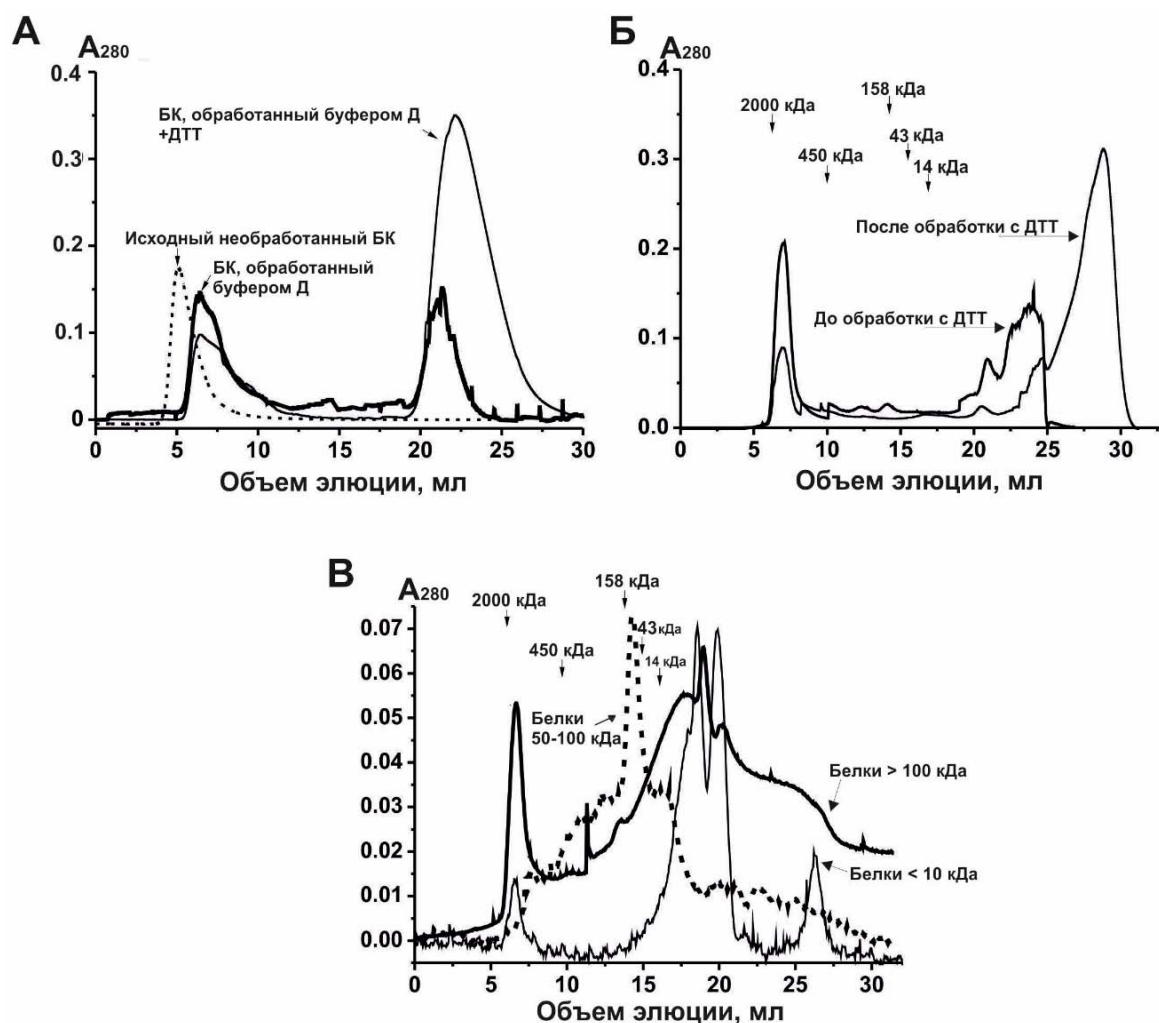 А
A280
0.4
0.3
0.2
0.1
0
0 5 10 15 20 25 30
БК, обработанный буфером Д
+ДТТ
Исходный необработанный БК
БК, обработанный
буфером Д
Объем элюции, мл
Б
A280
0.4
0.3
0.2
0.1
0.0
0 5 10 15 20 25 30
2000 кДа
450 кДа
158 кДа
43 кДа
14 кДа
После обработки с ДТТ
До обработки с ДТТ
Объем элюции, мл
В
A280
0.07
0.06
0.05
0.04
0.03
0.02
0.01
0.00
0 5 10 15 20 25 30
2000 кДа
450 кДа
158 кДа
43 кДа
14 кДа
Белки
50-100 кДа
Белки > 100 кДа
Белки < 10 кДа
Объем элюции, мл